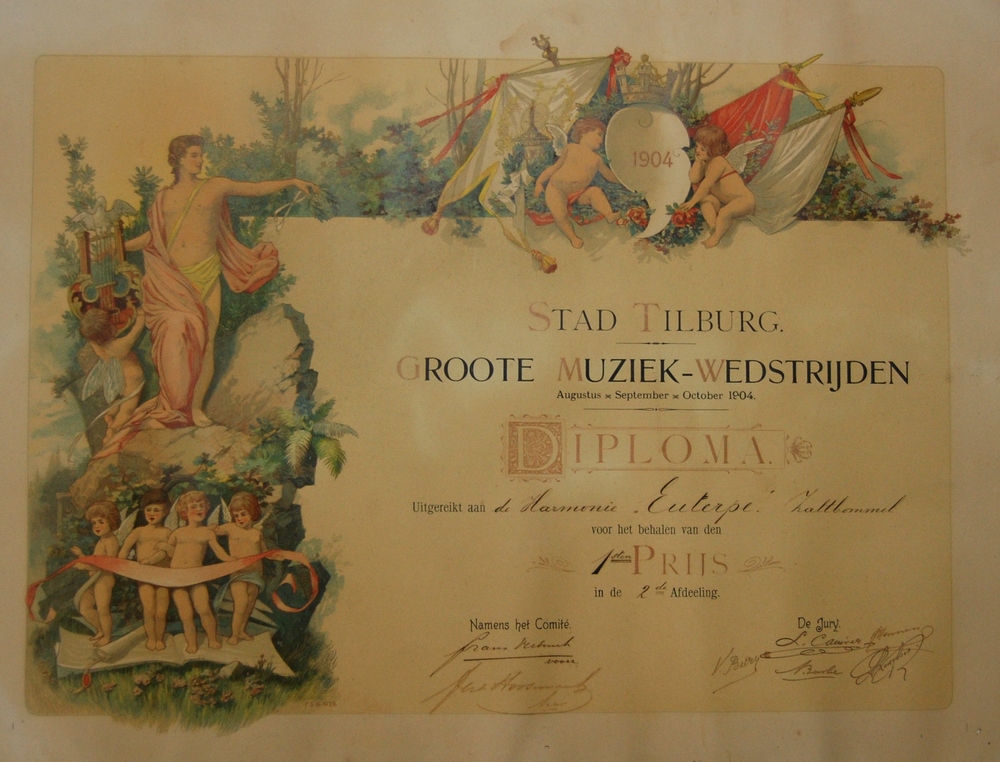 1904
STAD TILBURG.
GROOTE MUZIEK-WEDSTRIJDEN
Augustus × September × October 1904.
DIPLOMA.
Uitgereikt aan de Harmonie „Euterpe" Zaltbommel
voor het behalen van den
1sten PRIJS
in de 2de Afdeeling.
Namens het Comité.
De Jury.
Frans